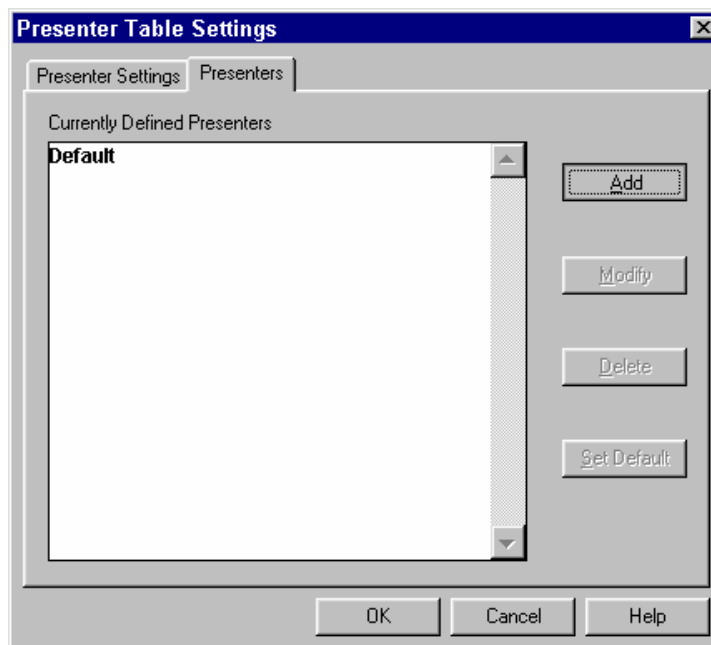 Presenter Table Settings
Presenter Settings
Presenters
Currently Defined Presenters
Default
Add
Modify
Delete
Set Default
OK
Cancel
Help